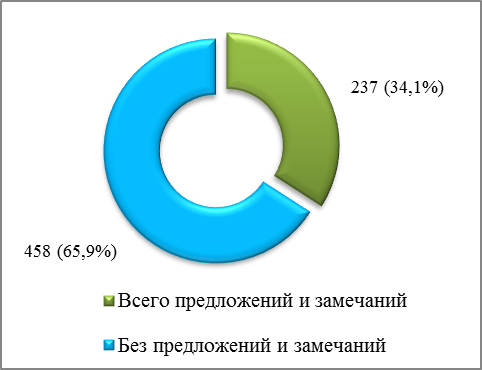 237 (34,1%)
458 (65,9%)
Всего предложений и замечаний
Без предложений и замечаний